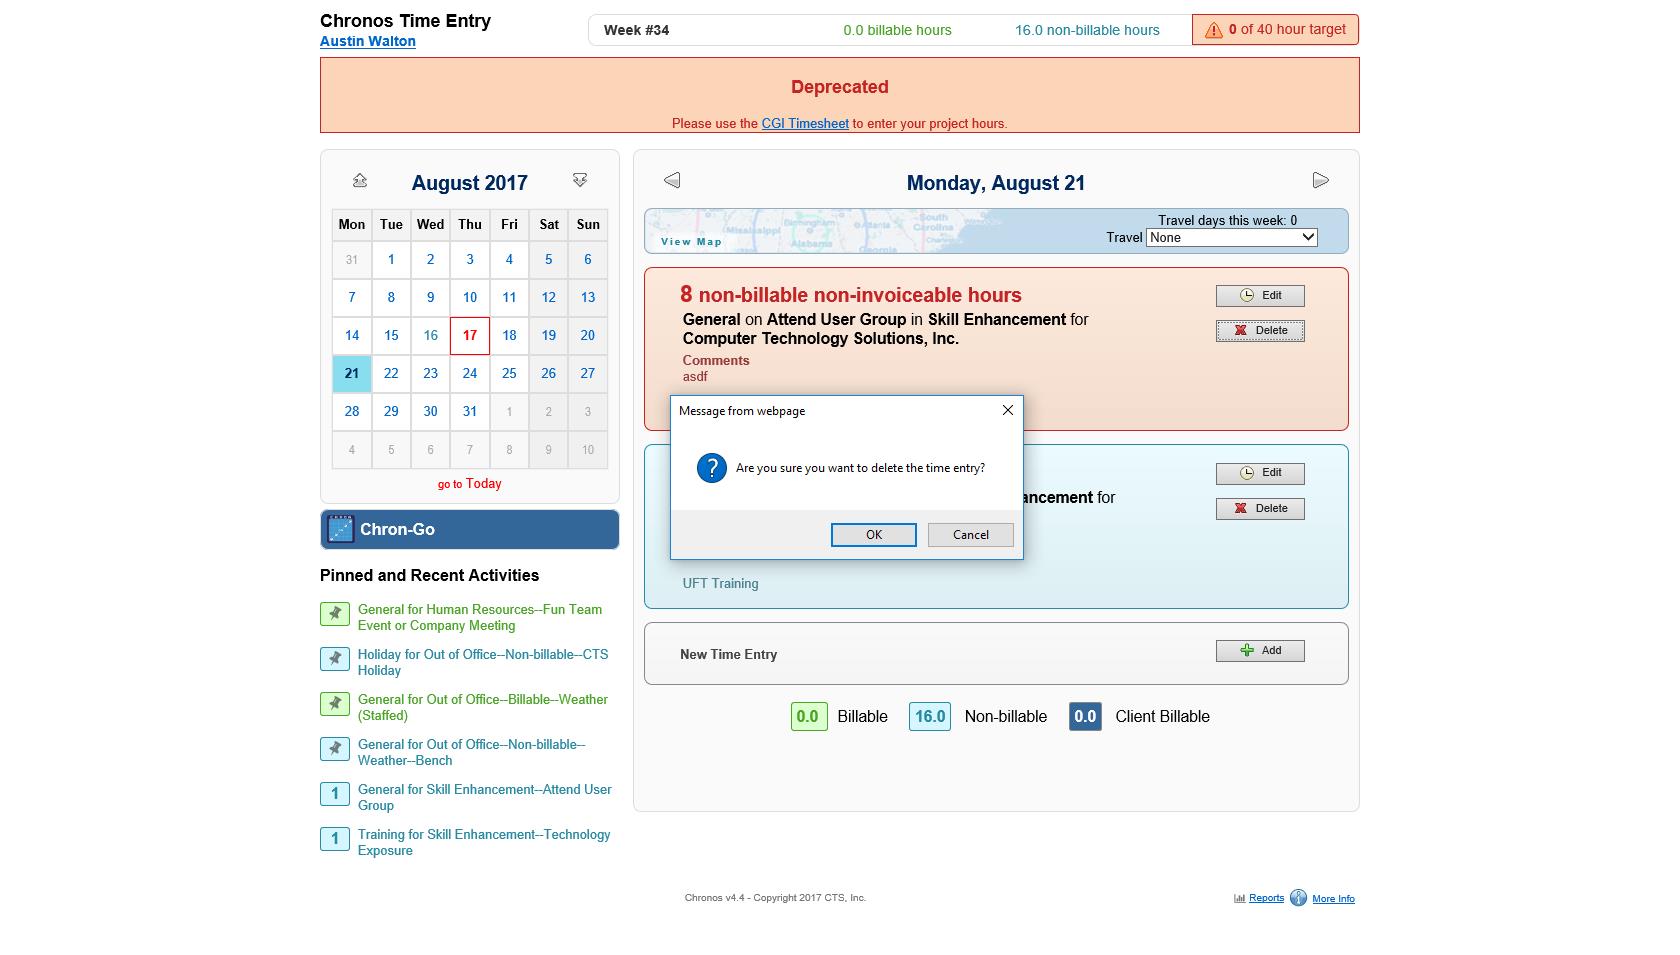 Chronos Time Entry
Austin Walton
Week #34
0.0 billable hours
16.0 non-billable hours
0 of 40 hour target
Deprecated
Please use the CGI Timesheet to enter your project hours.
August 2017
Mon Tue Wed Thu Fri Sat Sun
31 1 2 3 4 5 6
7 8 9 10 11 12 13
14 15 16 17 18 19 20
21 22 23 24 25 26 27
28 29 30 31 1 2 3
4 5 6 7 8 9 10
go to Today
Chron-Go
Pinned and Recent Activities
General for Human Resources--Fun Team
Event or Company Meeting
Holiday for Out of Office--Non-billable--CTS
Holiday
General for Out of Office--Billable--Weather
(Staffed)
General for Out of Office--Non-billable--
Weather--Bench
1 General for Skill Enhancement--Attend User
Group
1 Training for Skill Enhancement--Technology
Exposure
Monday, August 21
View Map
Mississippi
Birmingham
Alabama
Atlanta
Georgia
South
Carolina
Travel days this week: 0
Travel None
8 non-billable non-invoiceable hours
General on Attend User Group in Skill Enhancement for
Computer Technology Solutions, Inc.
Comments
asdf
Edit
Delete
Message from webpage
Are you sure you want to delete the time entry?
OK
Cancel
ancement for
UFT Training
Edit
Delete
New Time Entry
Add
0.0 Billable 16.0 Non-billable 0.0 Client Billable
Chronos v4.4 - Copyright 2017 CTS, Inc.
Reports
More Info